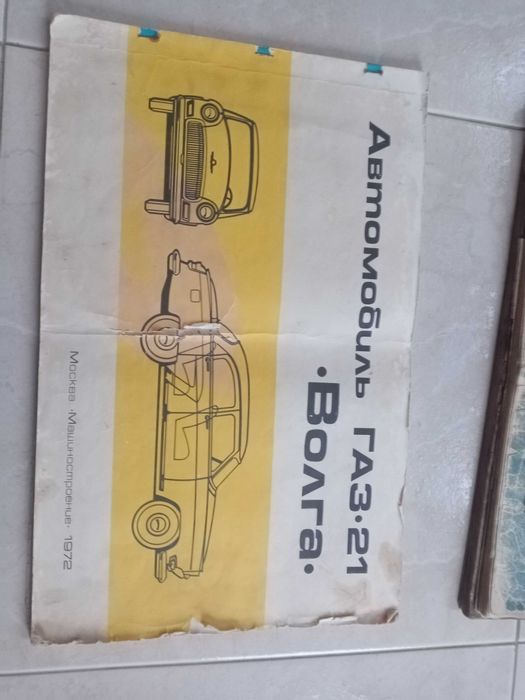 Автомобиль ГАЗ·21
·Волга·
Москва ·Машиностроение· 1972